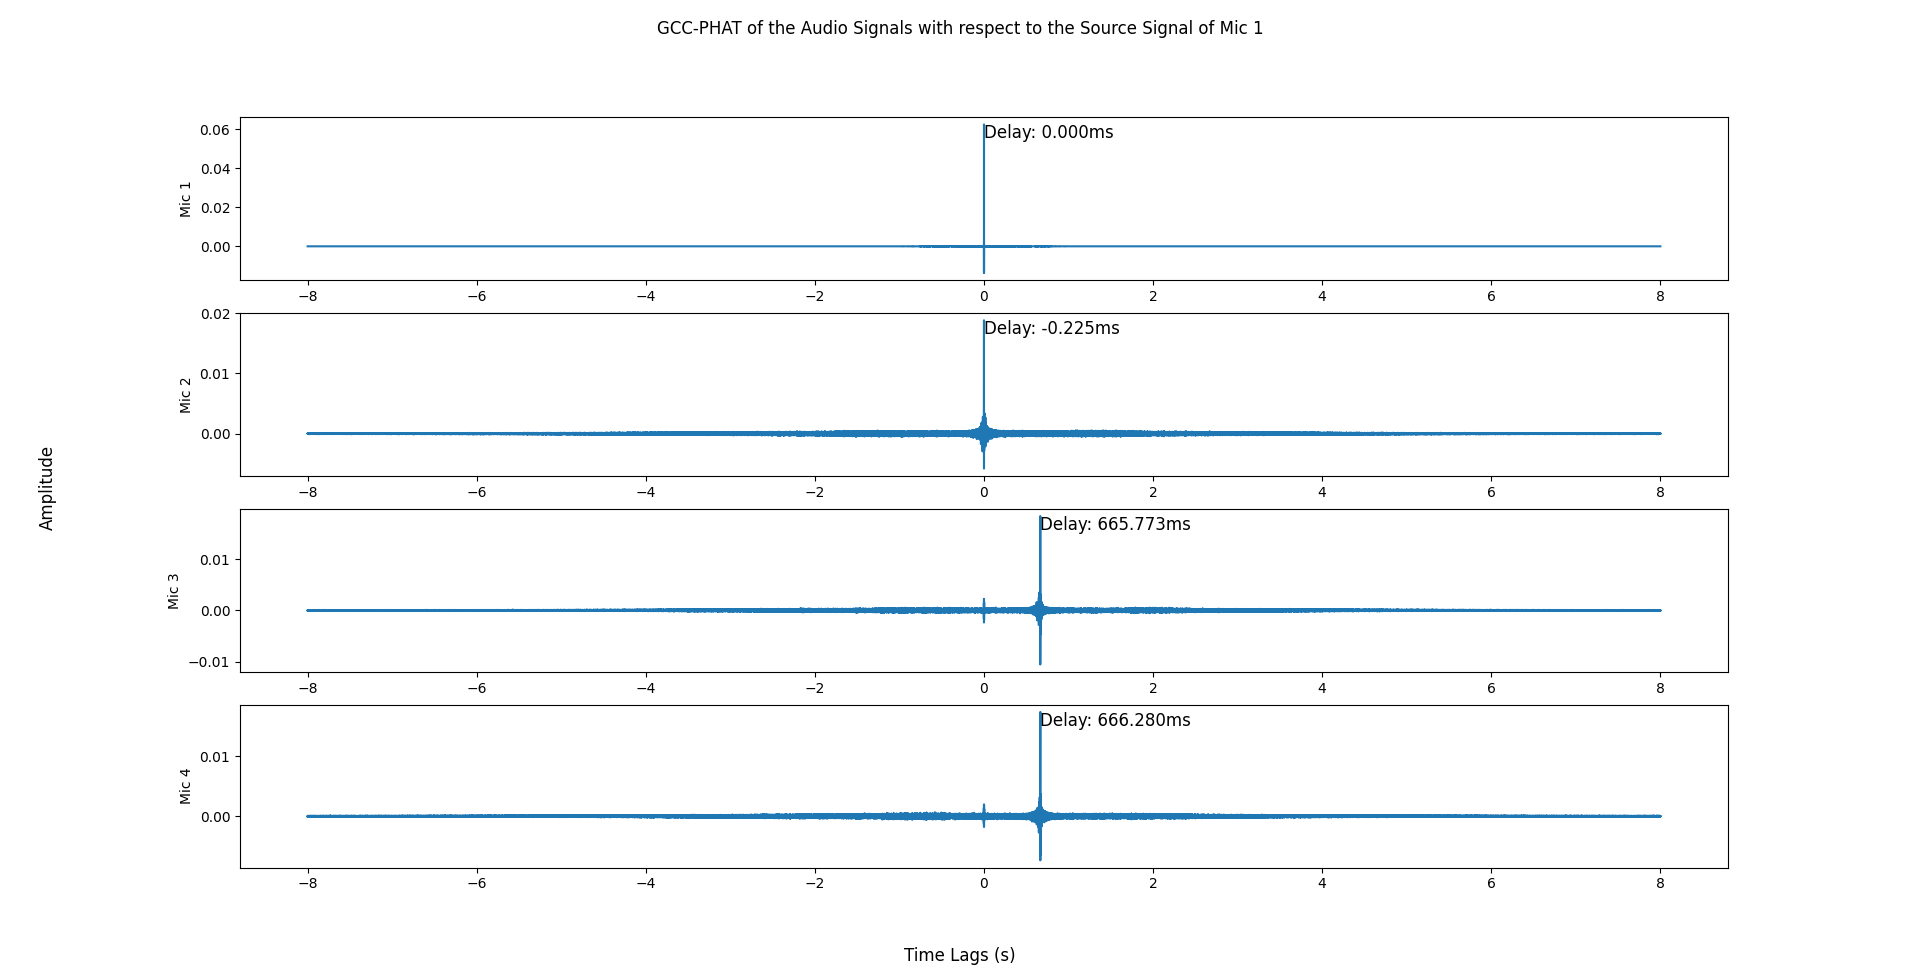 GCC-PHAT of the Audio Signals with respect to the Source Signal of Mic 1
Amplitude
Mic 1
0.06
0.04
0.02
0.00
Delay: 0.000ms
−8 −6 −4 −2 0 2 4 6 8
Mic 2
0.02
0.01
0.00
Delay: -0.225ms
−8 −6 −4 −2 0 2 4 6 8
Mic 3
0.01
0.00
−0.01
Delay: 665.773ms
−8 −6 −4 −2 0 2 4 6 8
Mic 4
0.01
0.00
Delay: 666.280ms
−8 −6 −4 −2 0 2 4 6 8
Time Lags (s)